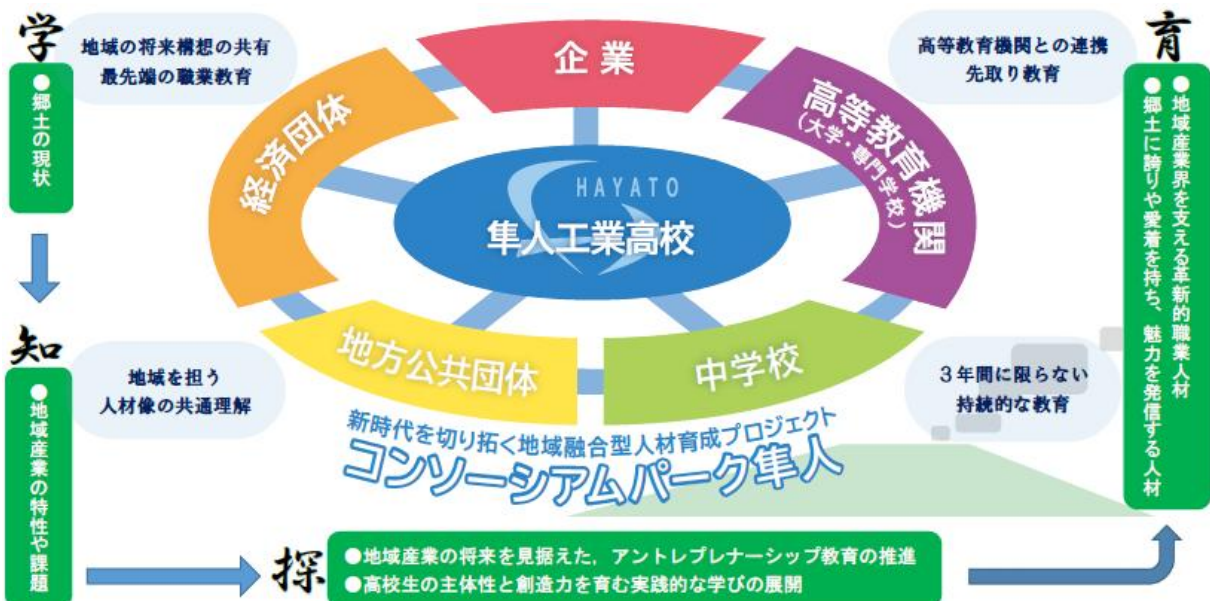 学
●郷土の現状
地域の将来構想の共有
最先端の職業教育
企業
経済団体
高等教育機関
(大学・専門学校)
HAYATO
隼人工業高校
地方公共団体
中学校
高等教育機関との連携
先取り教育
知
●地域産業の特性や課題
地域を担う
人材像の共通理解
3年間に限らない
持続的な教育
新時代を切り拓く地域融合型人材育成プロジェクト
コンソーシアムパーク隼人
探
●地域産業の将来を見据えた,アントレプレナーシップ教育の推進
●高校生の主体性と創造力を育む実践的な学びの展開
育
●地域産業界を支える革新的職業人材
●郷土に誇りや愛着を持ち、魅力を発信する人材